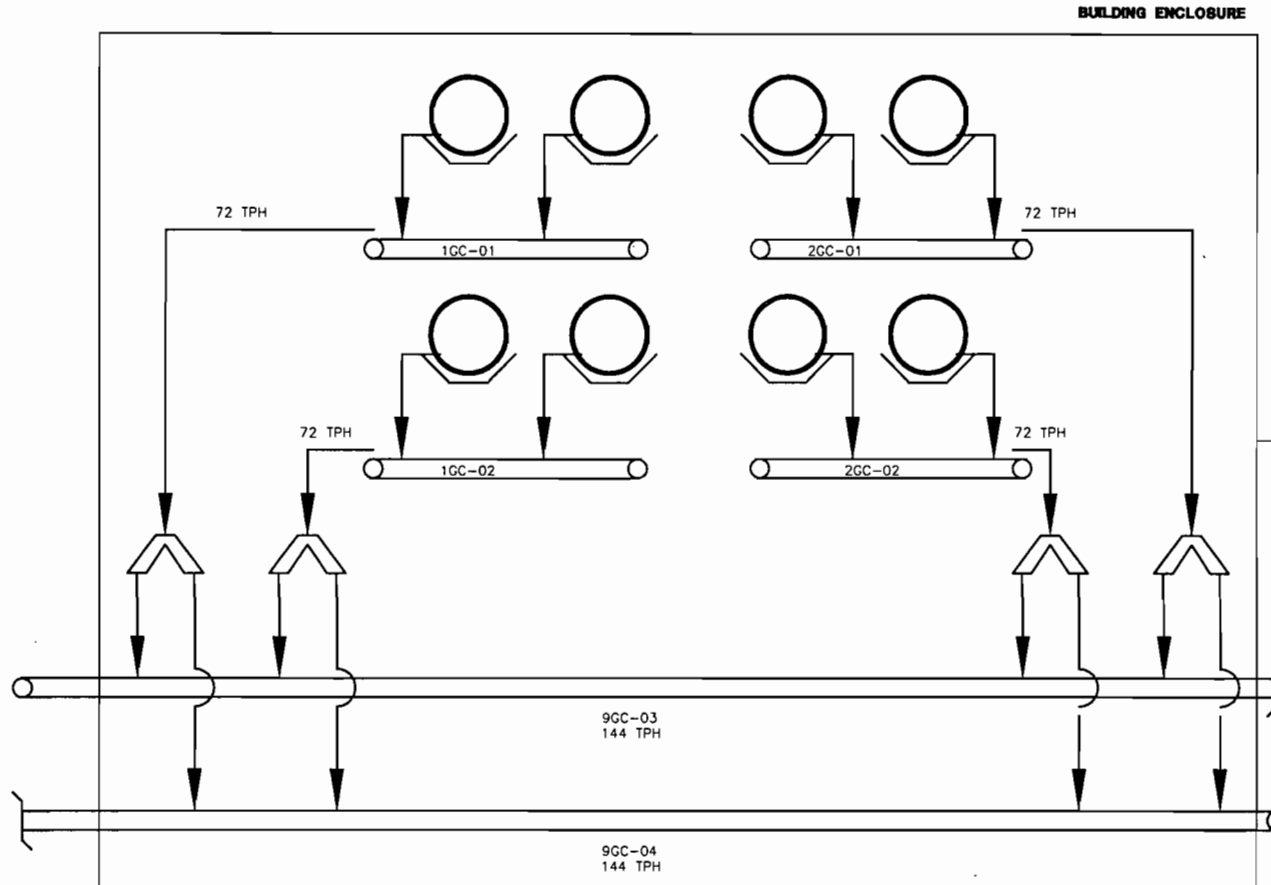 BUILDING ENCLOSURE
72 TPH
72 TPH
1GC-01
2GC-01
72 TPH
72 TPH
1GC-02
2GC-02
9GC-03
144 TPH
9GC-04
144 TPH